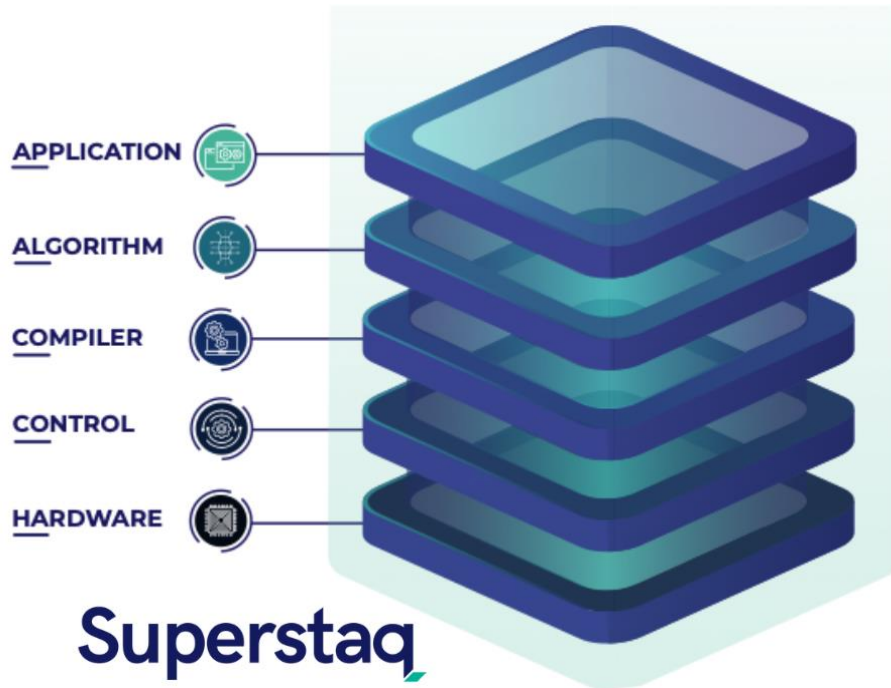 APPLICATION
ALGORITHM
COMPILER
CONTROL
HARDWARE
Superstaq